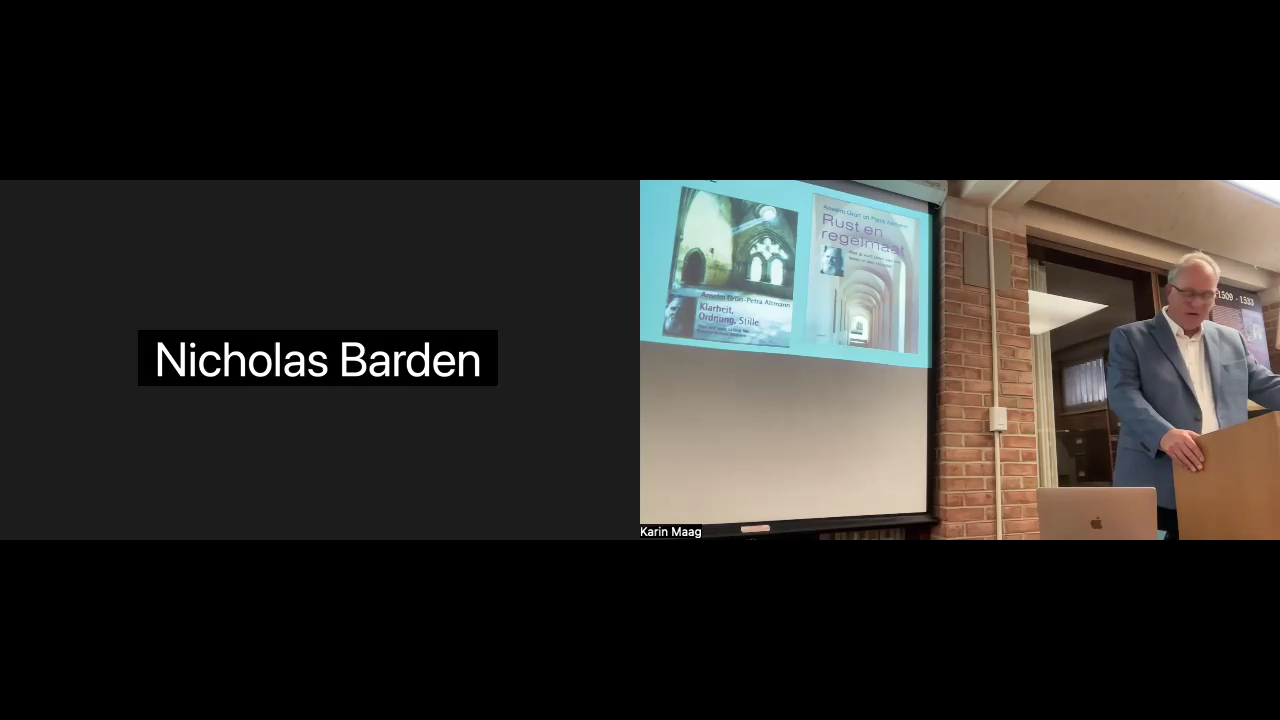 Nicholas Barden
Anselm Grün-Petra Altmann
Klarheit,
Ordnung, Stille
Anselm Grün en Petra Altmann
Rust en
regelmaat
1509 - 1533
Karin Maag